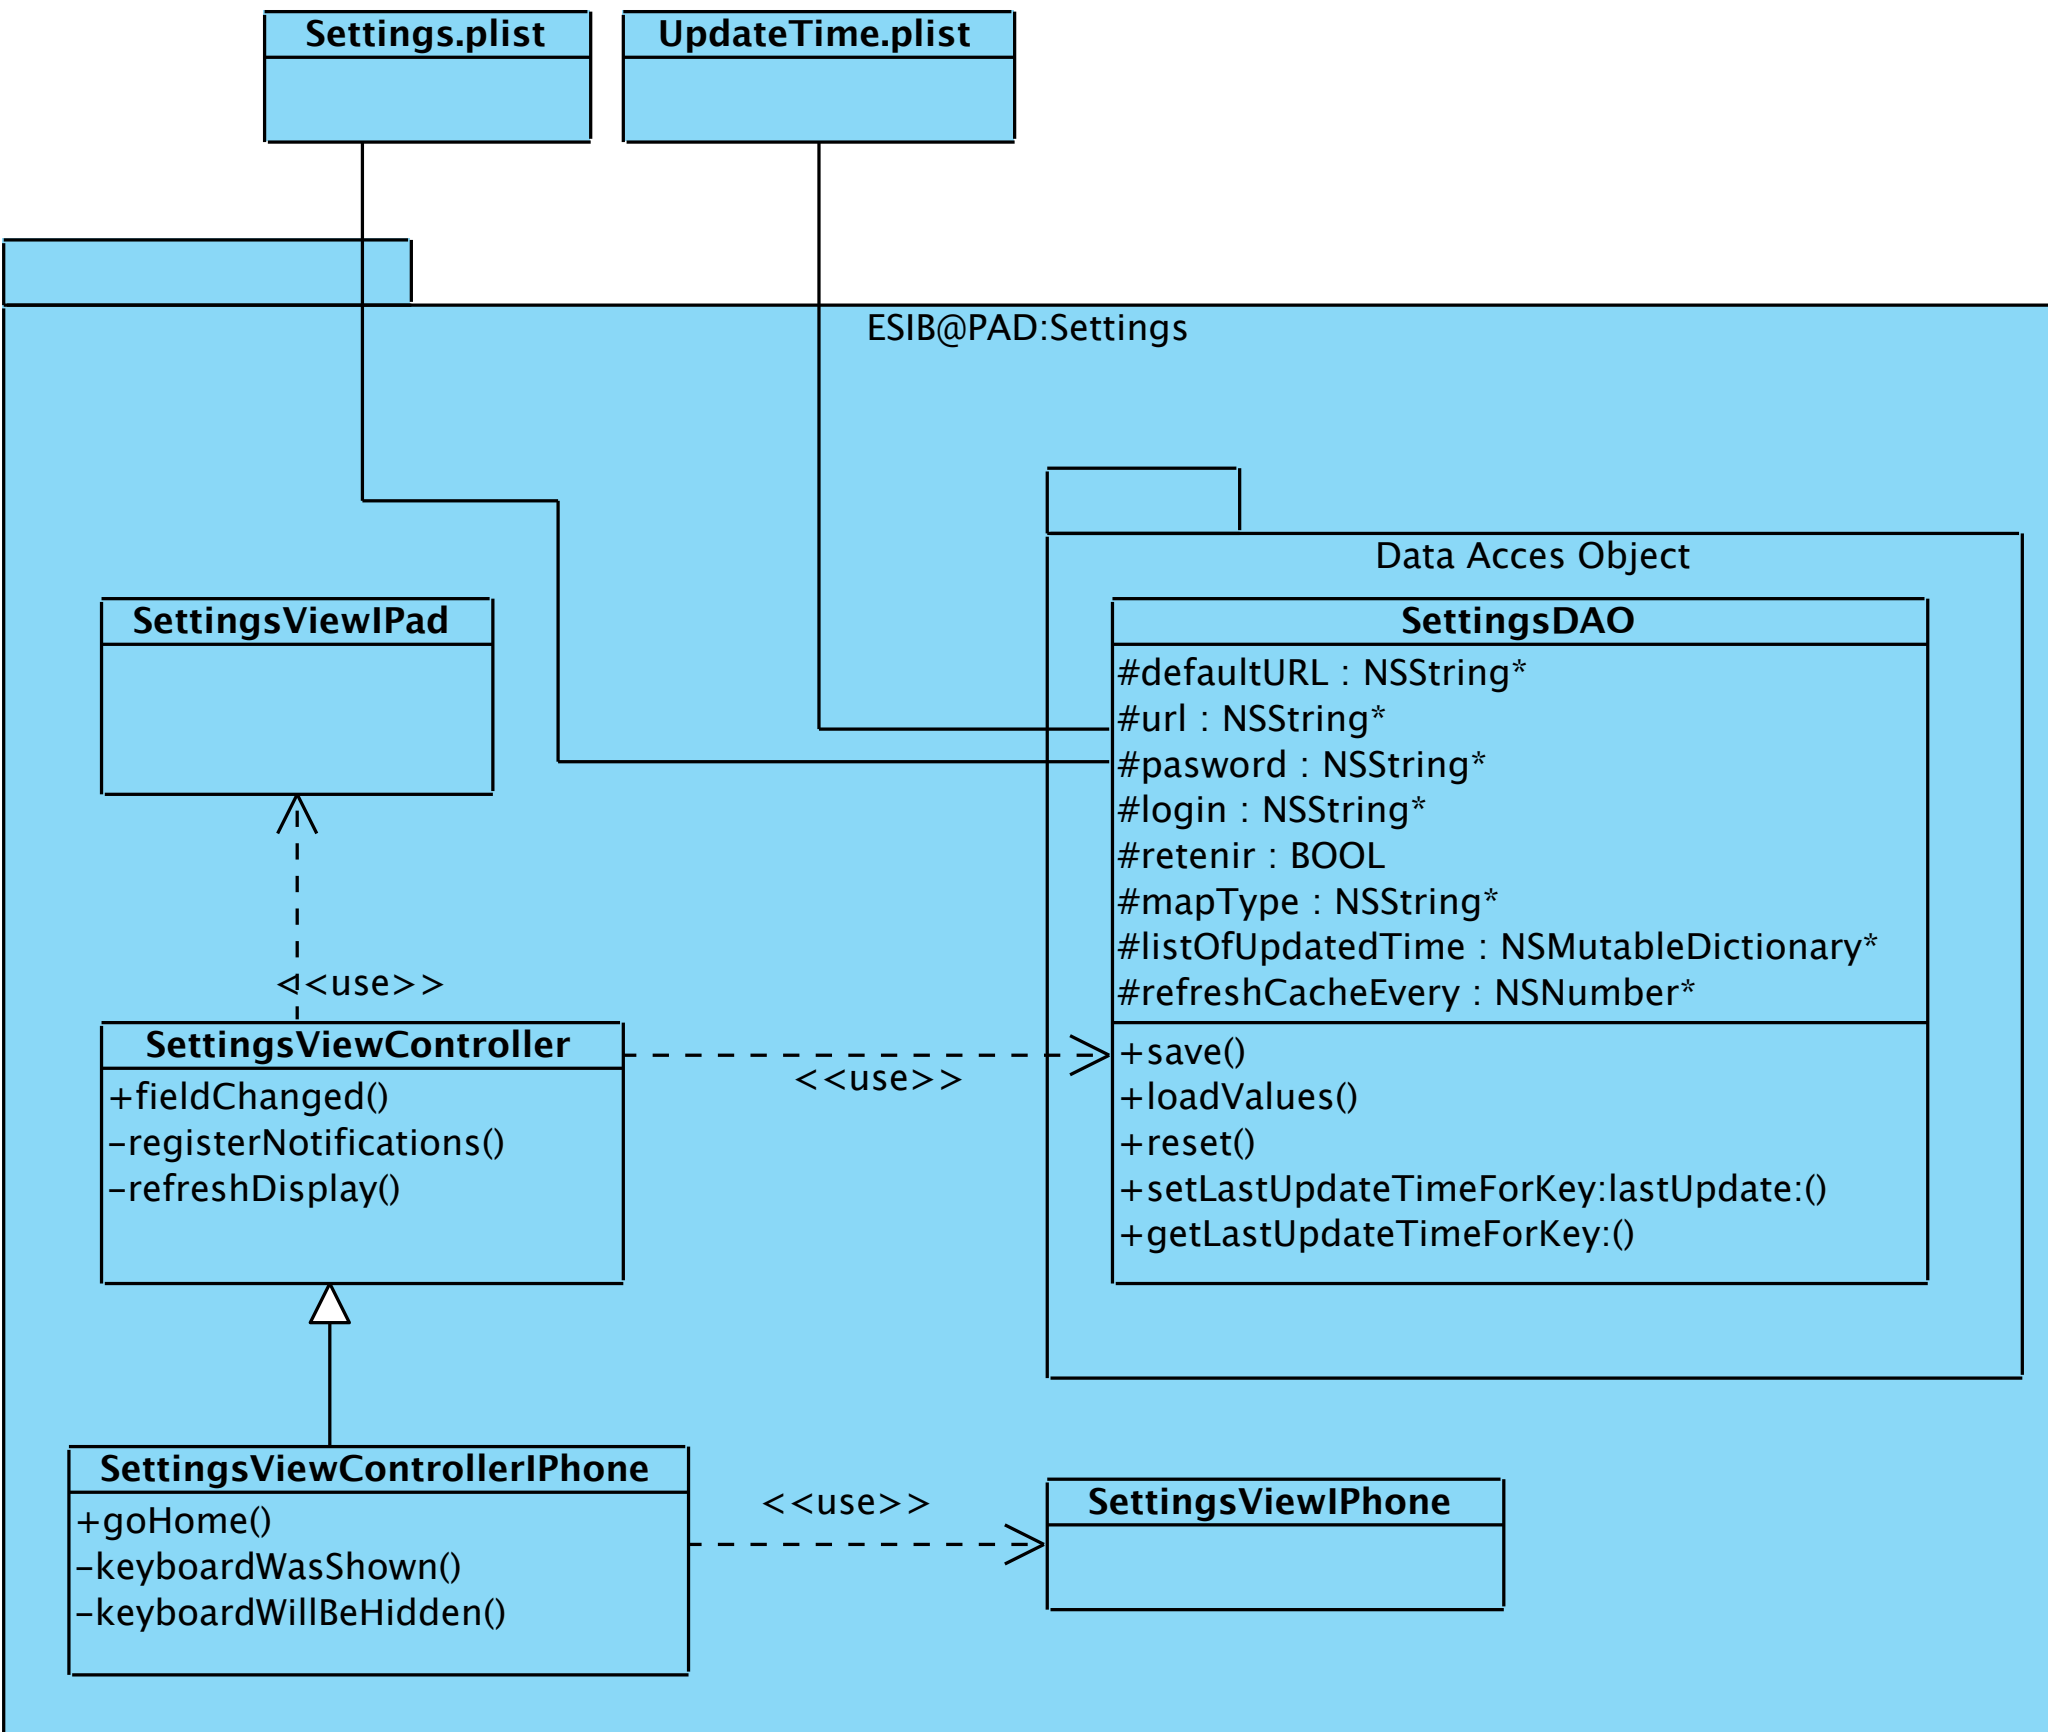 Settings.plist
UpdateTime.plist
ESIB@PAD:Settings
Data Acces Object
SettingsViewIPad
SettingsDAO
#defaultURL : NSString*
#url : NSString*
#pasword : NSString*
#login : NSString*
#retenir : BOOL
#mapType : NSString*
#listOfUpdatedTime : NSMutableDictionary*
#refreshCacheEvery : NSNumber*
+save()
+loadValues()
+reset()
+setLastUpdateTimeForKey:lastUpdate:()
+getLastUpdateTimeForKey:()
<<use>>
SettingsViewController
+fieldChanged()
-registerNotifications()
-refreshDisplay()
<<use>>
SettingsViewControllerIPhone
+goHome()
-keyboardWasShown()
-keyboardWillBeHidden()
<<use>>
SettingsViewIPhone